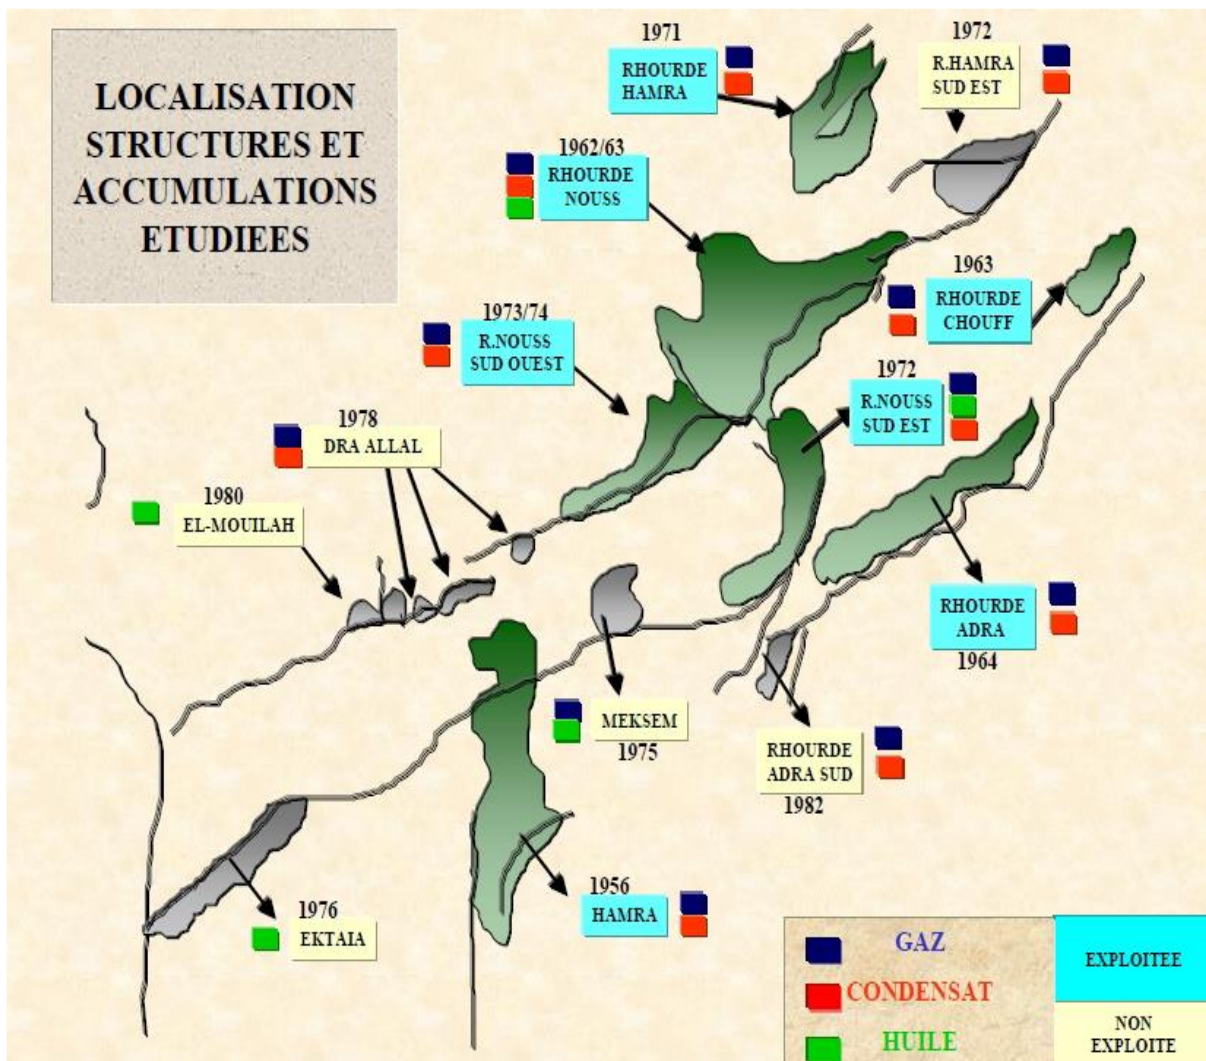 LOCALISATION
STRUCTURES ET
ACCUMULATIONS
ETUDIEES
1971
RHOURDE
HAMRA
1972
R.HAMRA
SUD EST
1962/63
RHOURDE
NOUSS
1963
RHOURDE
CHOUFF
1973/74
R.NOUSS
SUD OUEST
1972
R.NOUSS
SUD EST
1978
DRA ALLAL
1980
EL-MOUILAH
RHOURDE
ADRA
1964
MEKSEM
1975
RHOURDE
ADRA SUD
1982
1956
HAMRA
1976
EKTAIA
GAZ
CONDENSAT
HUILE
EXPLOITEE
NON
EXPLOITE